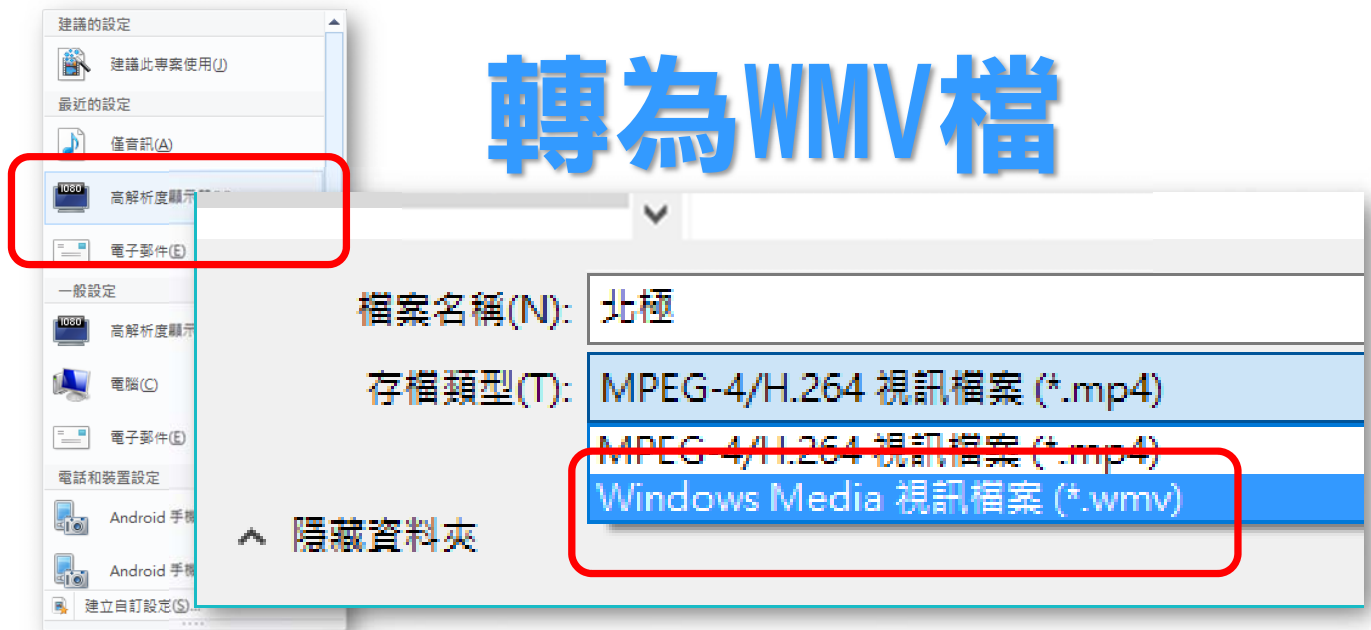 建議的設定
建議此專案使用(J)
最近的設定
僅音訊(A)
1080
高解析度顯示
電子郵件(E)
一般設定
1080
高解析度顯示
電腦(C)
電子郵件(E)
電話和裝置設定
Android 手機
Android 手機
建立自訂設定(S)...
轉為WMV檔
檔案名稱(N):
北極
存檔類型(T):
MPEG-4/H.264 視訊檔案 (*.mp4)
MPEG-4/H.264 視訊檔案 (*.mp4)
Windows Media 視訊檔案 (*.wmv)
隱藏資料夾